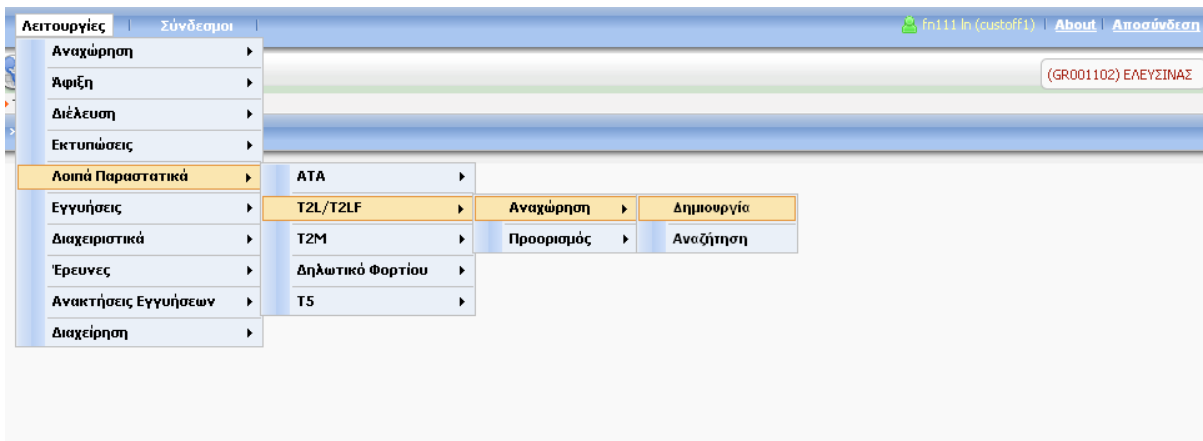 Λειτουργίες | Σύνδεσμοι | fn111 ln (custoff1) | About | Αποσύνδεση
Αναχώρηση
(GR001102) ΕΛΕΥΣΙΝΑΣ
Άφιξη
Διέλευση
Εκτυπώσεις
Λοιπά Παραστατικά ATA
Εγγυήσεις T2L/T2LF Αναχώρηση Δημιουργία
Διαχειριστικά T2M Προορισμός Αναζήτηση
Έρευνες Δηλωτικό Φορτίου
Ανακτήσεις Εγγυήσεων T5
Διαχείρηση